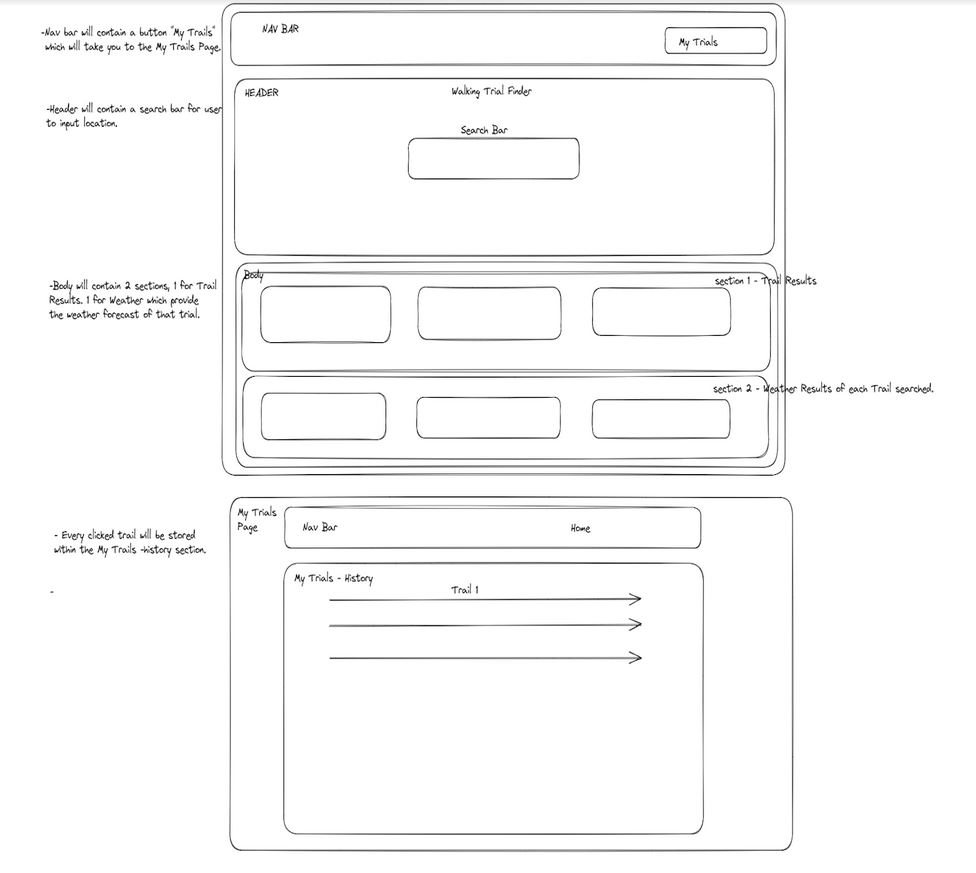 -Nav bar will contain a button "My Trails"
which will take you to the My Trails Page.
NAV BAR
My Trials
-Header will contain a search bar for user
to input location.
HEADER
Walking Trial Finder
Search Bar
-Body will contain 2 sections, 1 for Trail
Results. 1 for Weather which provide
the weather forecast of that trial.
Body
section 1 - Trail Results
section 2 - Weather Results of each Trail searched.
- Every clicked trail will be stored
within the My Trails -history section.
-
My Trials
Page
Nav Bar
Home
My Trials - History
Trail 1